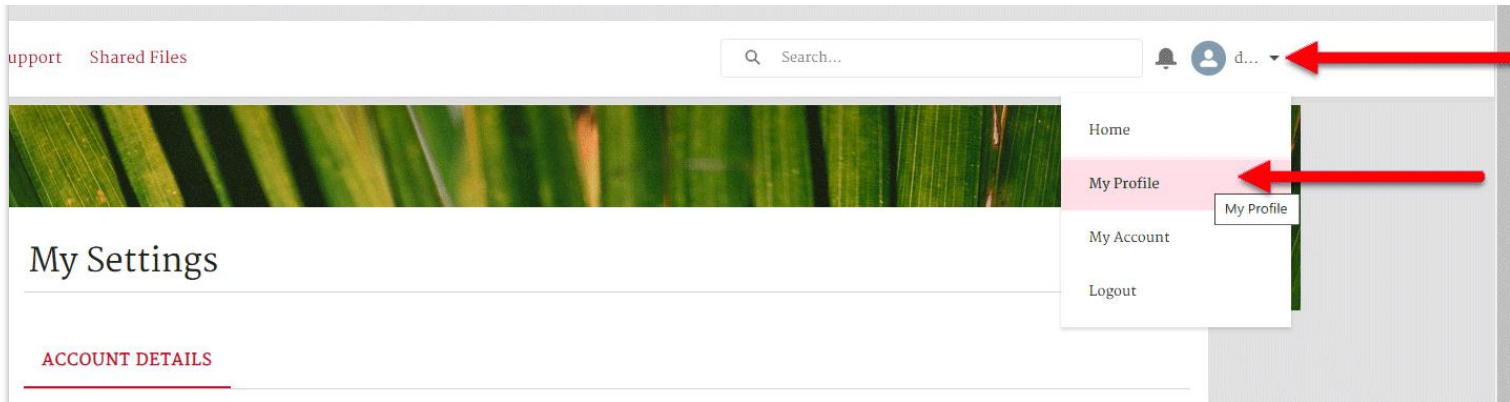 upport Shared Files Search... d...
Home
My Profile
My Profile
My Account
My Settings
Logout
ACCOUNT DETAILS